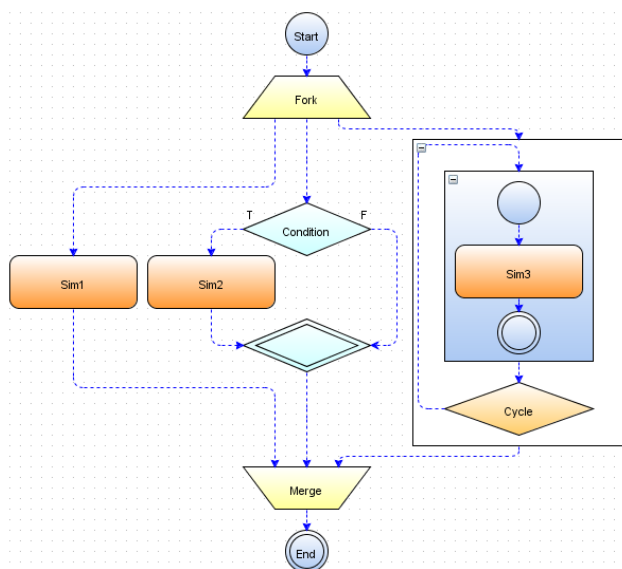 Start
Fork
T
F
Condition
Sim1
Sim2
Sim3
Cycle
Merge
End